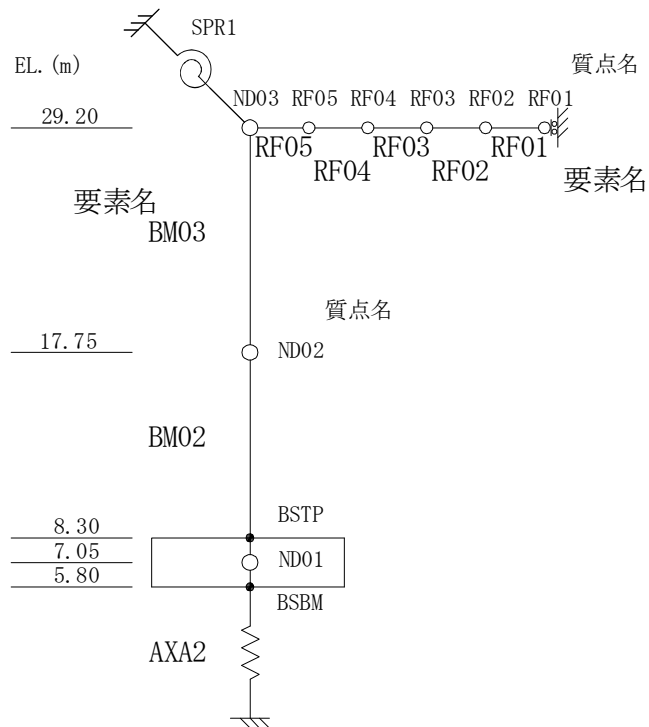 SPR1
EL.(m)
質点名
ND03 RF05 RF04 RF03 RF02 RF01
29.20
RF05 RF03 RF01
RF04 RF02
要素名
要素名
BM03
質点名
17.75
ND02
BM02
BSTP
8.30
7.05
ND01
5.80
BSBM
AXA2